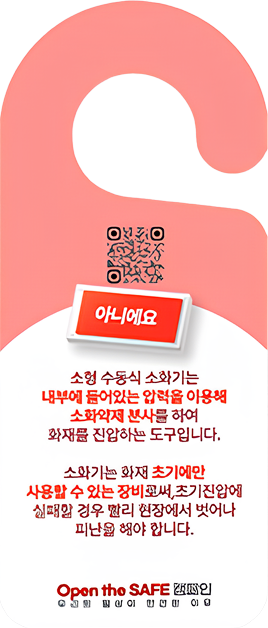 아니에요
소형 수동식 소화기는
내부에 들어있는 압력을 이용해
소화약제 분사를 하여
화재를 진압하는 도구입니다.
소화기는 화재 초기에만
사용할 수 있는 장비로써, 초기진압에
실패할 경우 빨리 현장에서 벗어나
피난을 해야 합니다.
Open the SAFE 캠페인